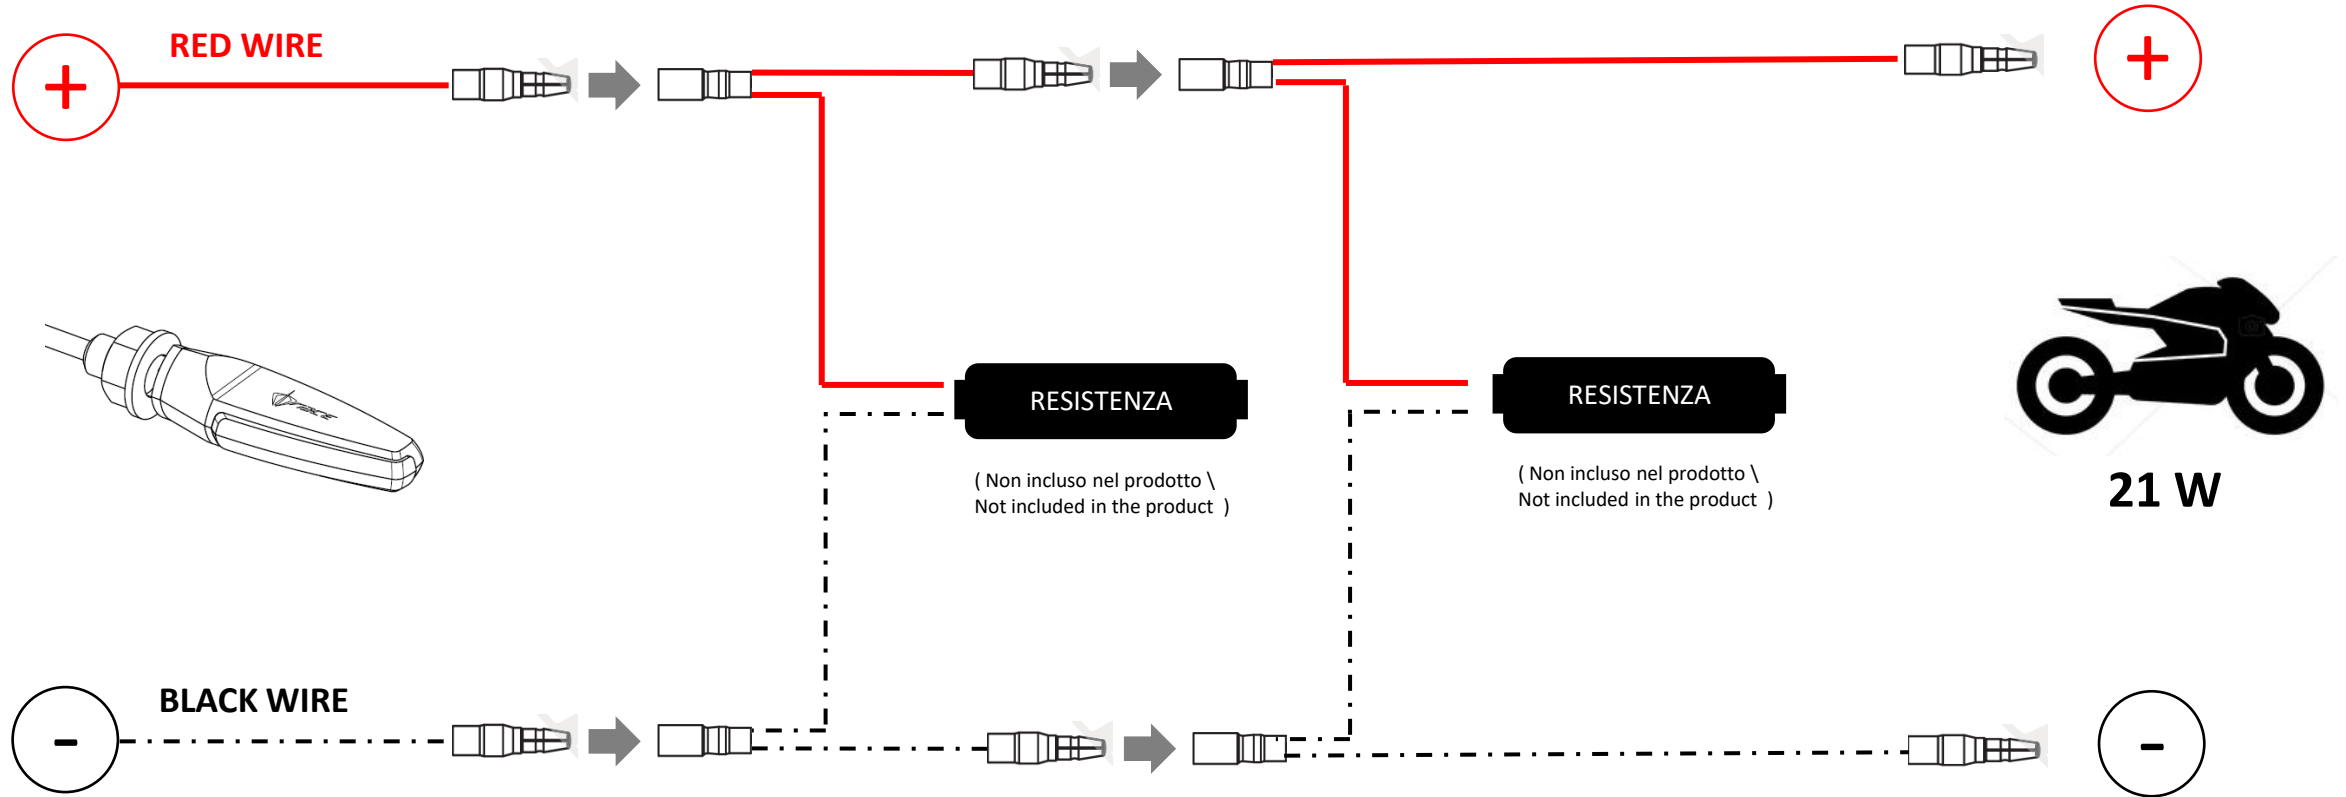 RED WIRE
+
+
RESISTENZA
RESISTENZA
( Non incluso nel prodotto \
Not included in the product )
( Non incluso nel prodotto \
Not included in the product )
21 W
BLACK WIRE
-
-